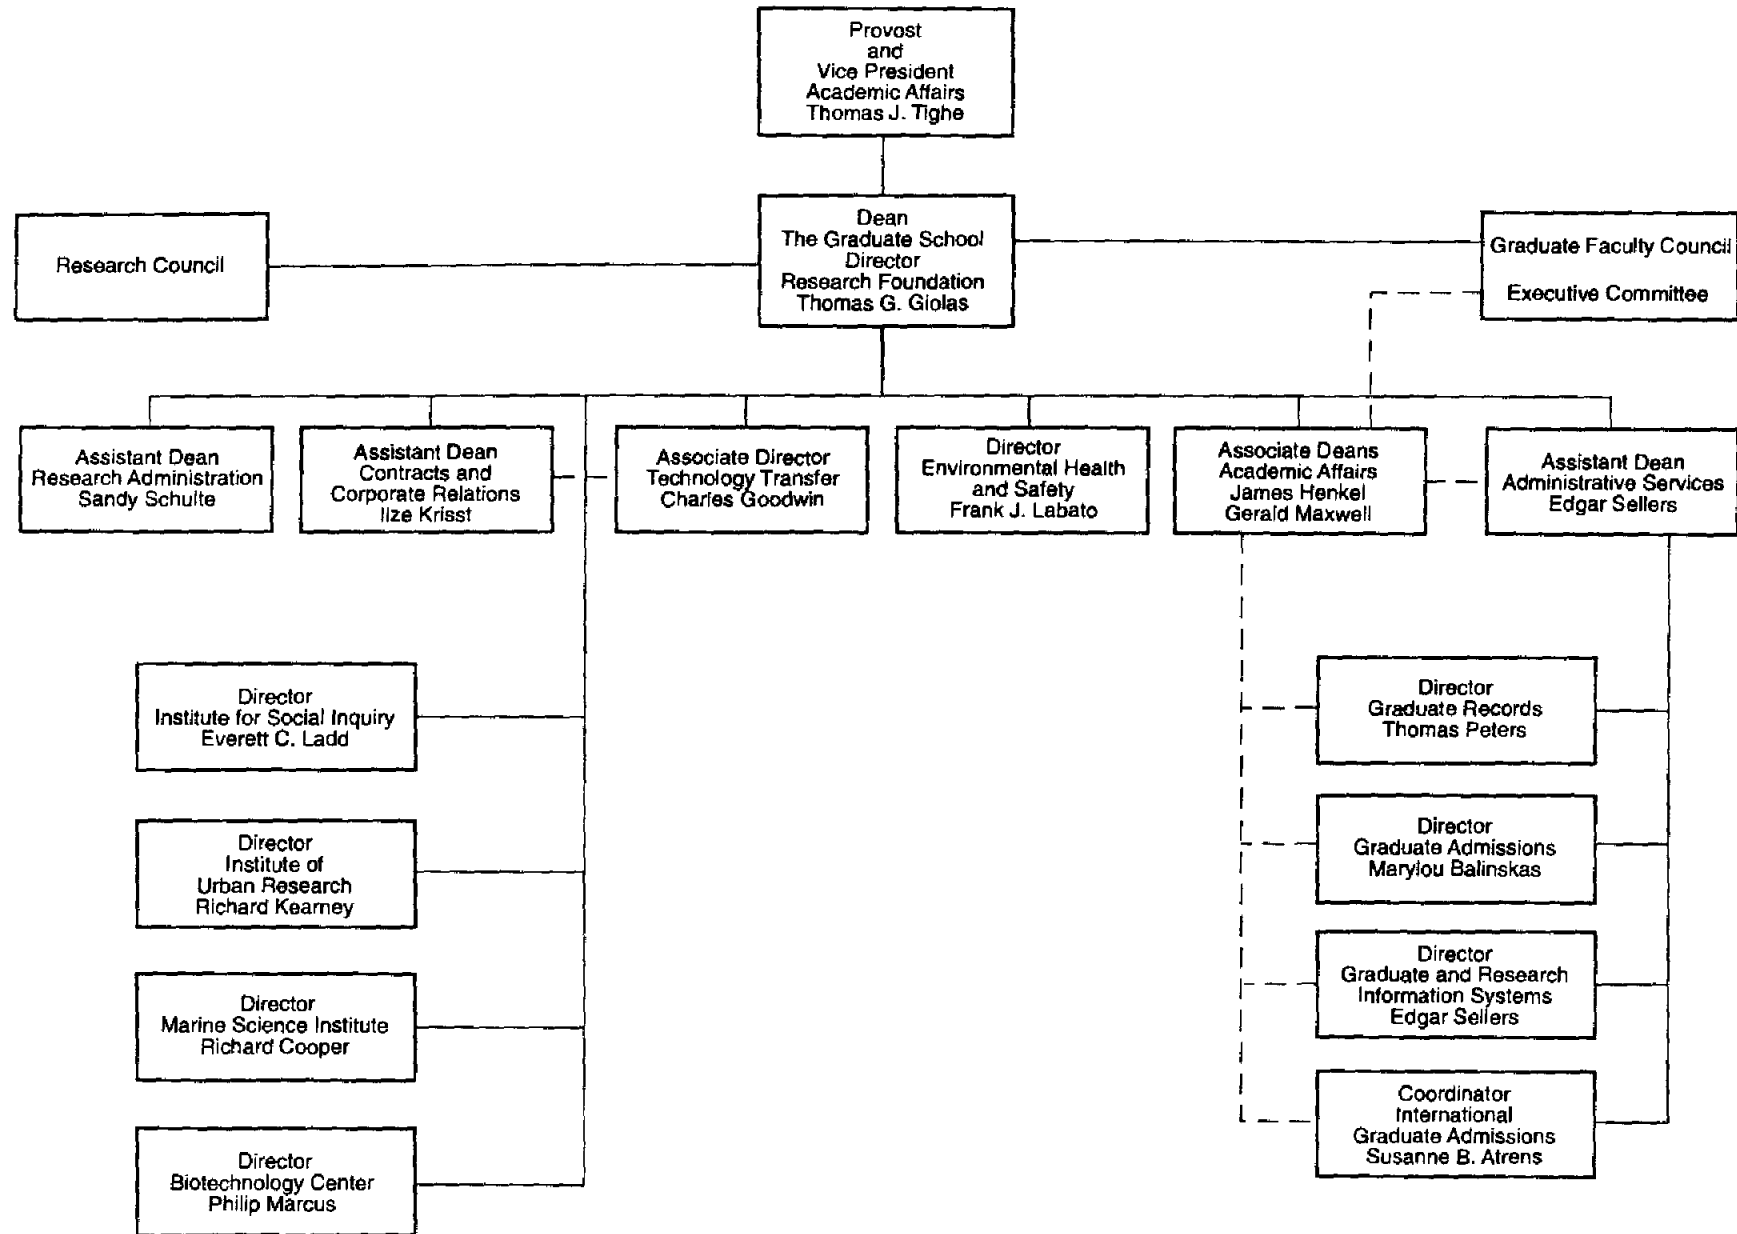 Provost
and
Vice President
Academic Affairs
Thomas J. Tighe
Dean
The Graduate School
Director
Research Foundation
Thomas G. Giolas
Research Council
Graduate Faculty Council
Executive Committee
Assistant Dean
Research Administration
Sandy Schulte
Assistant Dean
Contracts and
Corporate Relations
Ilze Krisst
Associate Director
Technology Transfer
Charles Goodwin
Director
Environmental Health
and Safety
Frank J. Labato
Associate Deans
Academic Affairs
James Henkel
Gerald Maxwell
Assistant Dean
Administrative Services
Edgar Sellers
Director
Institute for Social Inquiry
Everett C. Ladd
Director
Institute of
Urban Research
Richard Kearney
Director
Marine Science Institute
Richard Cooper
Director
Biotechnology Center
Philip Marcus
Director
Graduate Records
Thomas Peters
Director
Graduate Admissions
Marylou Balinskas
Director
Graduate and Research
Information Systems
Edgar Sellers
Coordinator
International
Graduate Admissions
Susanne B. Atrens